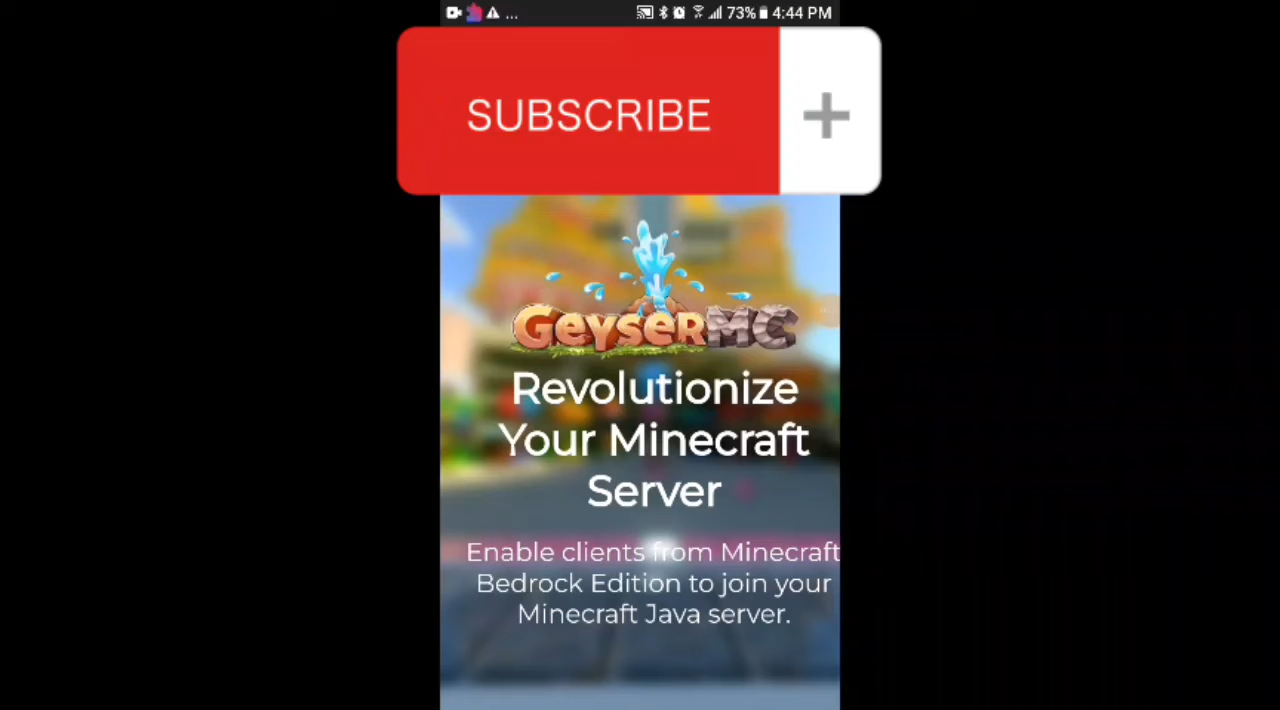 ... 73% 4:44 PM
SUBSCRIBE
GeyserMC
Revolutionize
Your Minecraft
Server
Enable clients from Minecraft
Bedrock Edition to join your
Minecraft Java server.